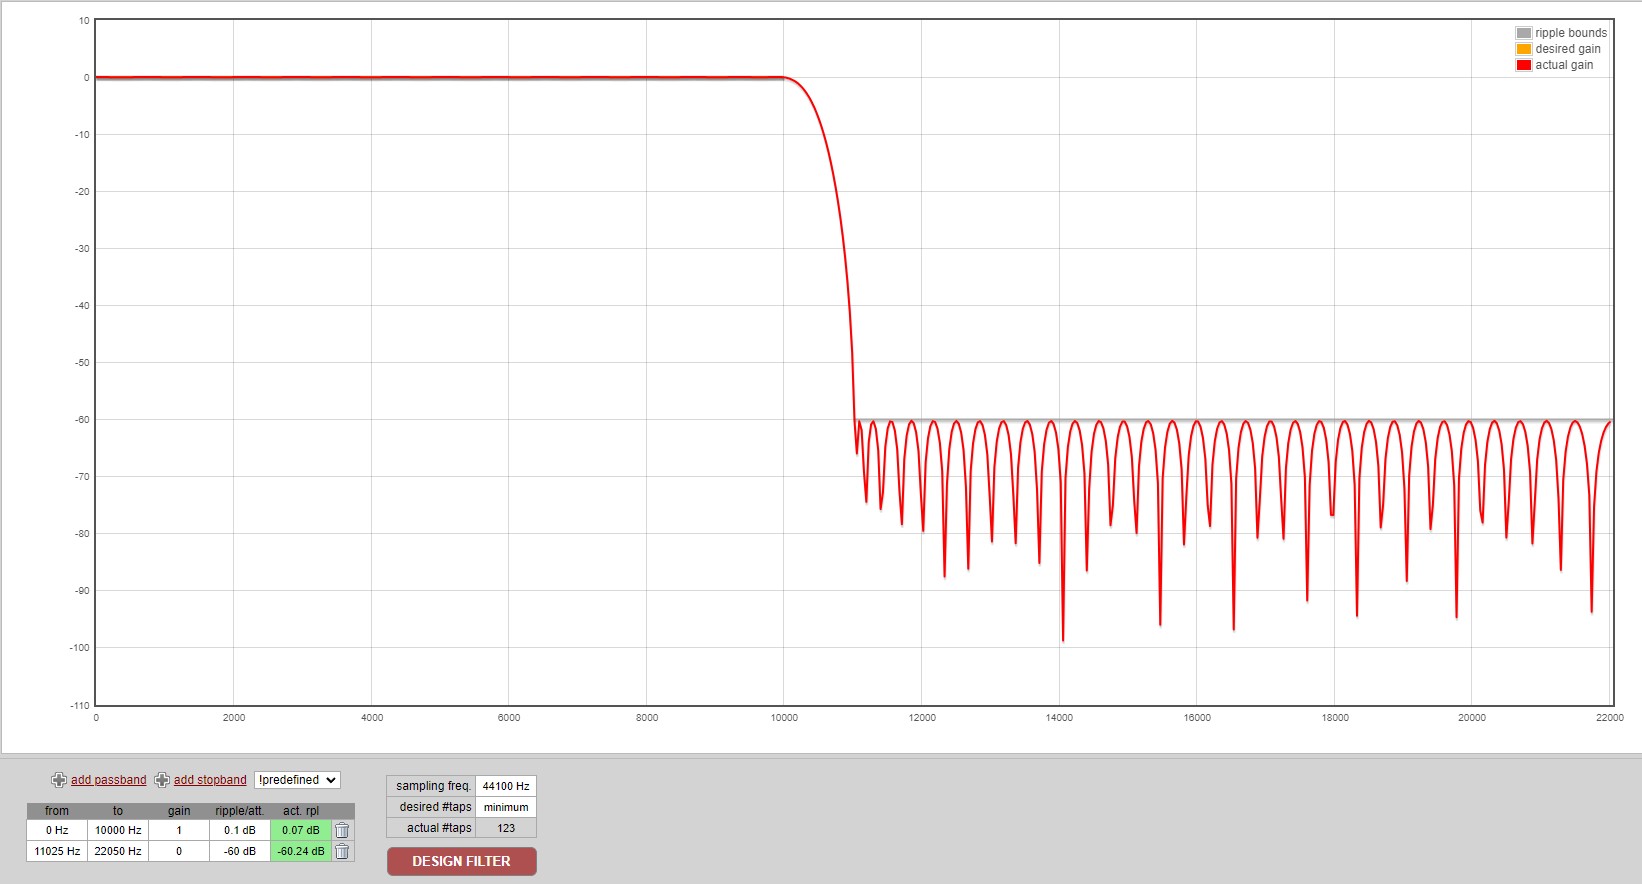 10
0
-10
-20
-30
-40
-50
-60
-70
-80
-90
-100
-110
0 2000 4000 6000 8000 10000 12000 14000 16000 18000 20000 22000
ripple bounds
desired gain
actual gain
add passband add stopband !predefined
from to gain ripple/att. act. rpl
0 Hz 10000 Hz 1 0.1 dB 0.07 dB
11025 Hz 22050 Hz 0 -60 dB -60.24 dB
sampling freq. 44100 Hz
desired #taps minimum
actual #taps 123
DESIGN FILTER